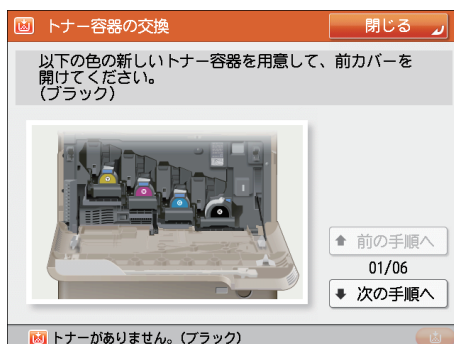 トナー容器の交換
閉じる
以下の色の新しいトナー容器を用意して、前カバーを
開けてください。
(ブラック)
前の手順へ
01/06
次の手順へ
トナーがありません。(ブラック)